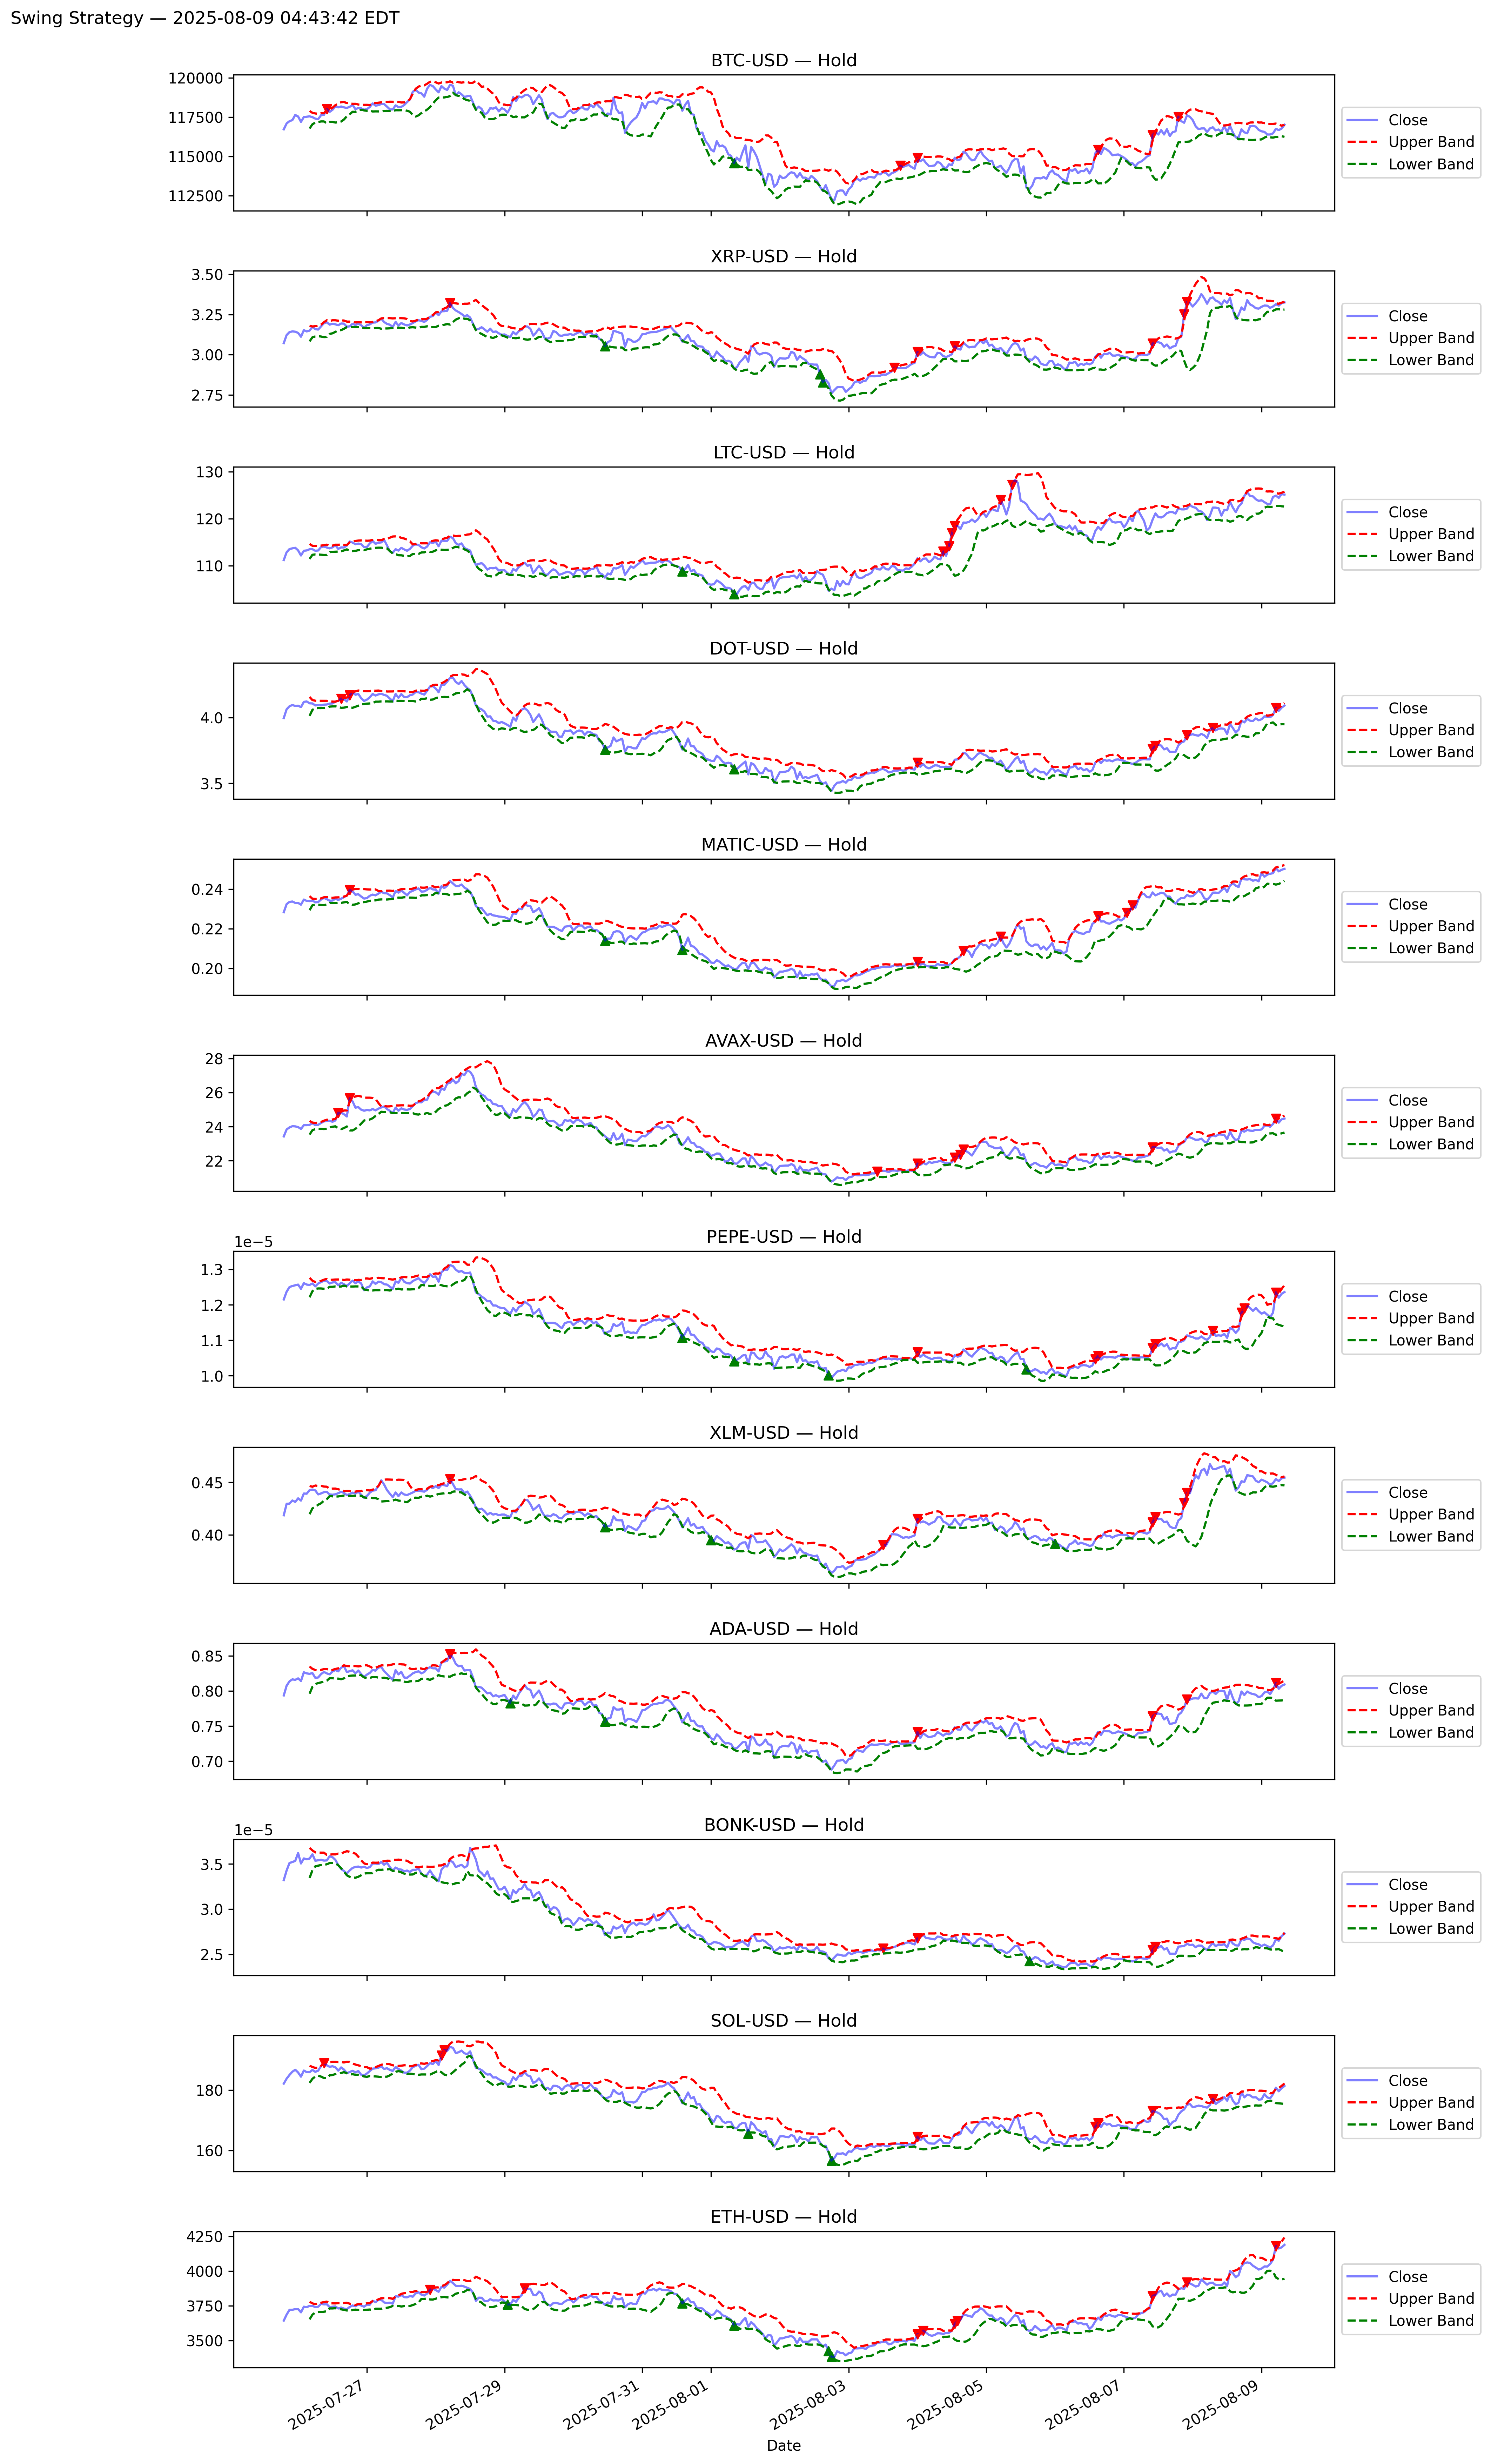 Swing Strategy — 2025-08-09 04:43:42 EDT
BTC-USD — Hold
120000
117500
115000
112500
Close
Upper Band
Lower Band
XRP-USD — Hold
3.50
3.25
3.00
2.75
Close
Upper Band
Lower Band
LTC-USD — Hold
130
120
110
Close
Upper Band
Lower Band
DOT-USD — Hold
4.0
3.5
Close
Upper Band
Lower Band
MATIC-USD — Hold
0.24
0.22
0.20
Close
Upper Band
Lower Band
AVAX-USD — Hold
28
26
24
22
Close
Upper Band
Lower Band
PEPE-USD — Hold
1e−5
1.3
1.2
1.1
1.0
Close
Upper Band
Lower Band
XLM-USD — Hold
0.45
0.40
Close
Upper Band
Lower Band
ADA-USD — Hold
0.85
0.80
0.75
0.70
Close
Upper Band
Lower Band
BONK-USD — Hold
1e−5
3.5
3.0
2.5
Close
Upper Band
Lower Band
SOL-USD — Hold
180
160
Close
Upper Band
Lower Band
ETH-USD — Hold
4250
4000
3750
3500
Close
Upper Band
Lower Band
2025-07-27
2025-07-29
2025-07-31
2025-08-01
2025-08-03
2025-08-05
2025-08-07
2025-08-09
Date